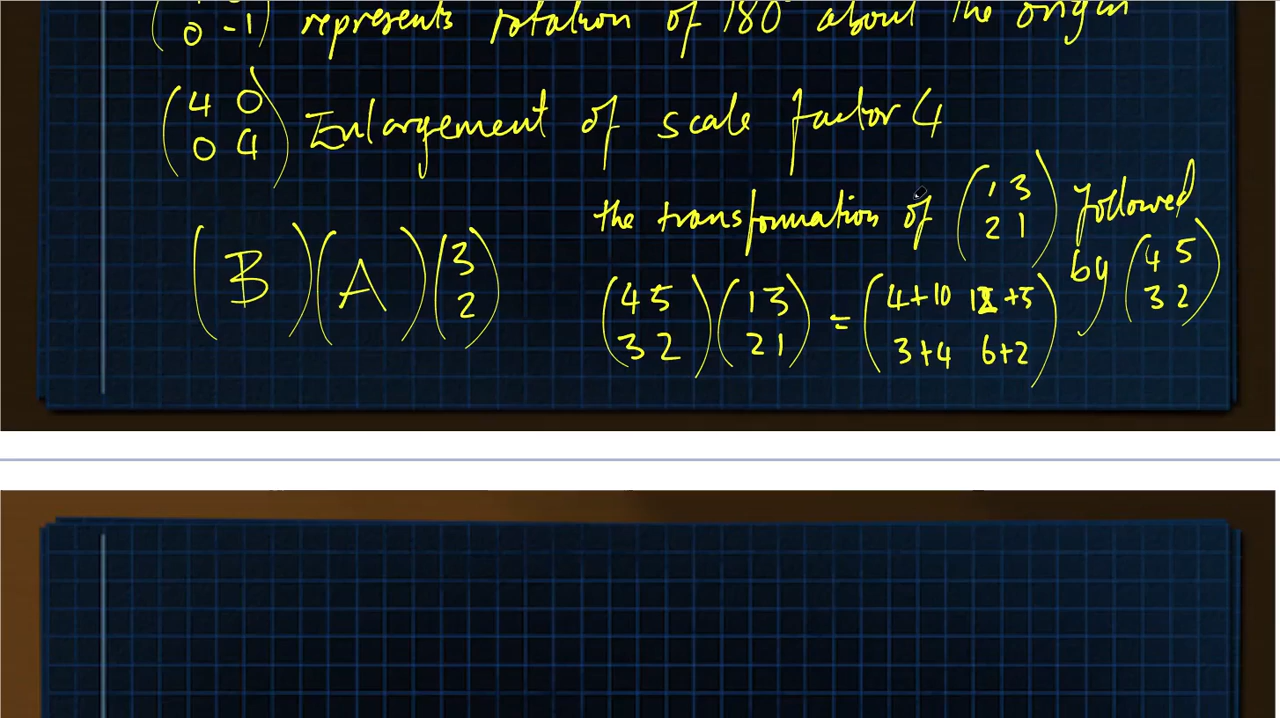 0 -1) represents rotation of 180° about the origin
(4 0
0 4) Enlargement of scale factor 4
the transformation of (1 3
2 1) followed
by (4 5
3 2)
(B)(A)(3
2)
(4 5
3 2)(1 3
2 1) = (4+10 12+5
3+4 6+2)